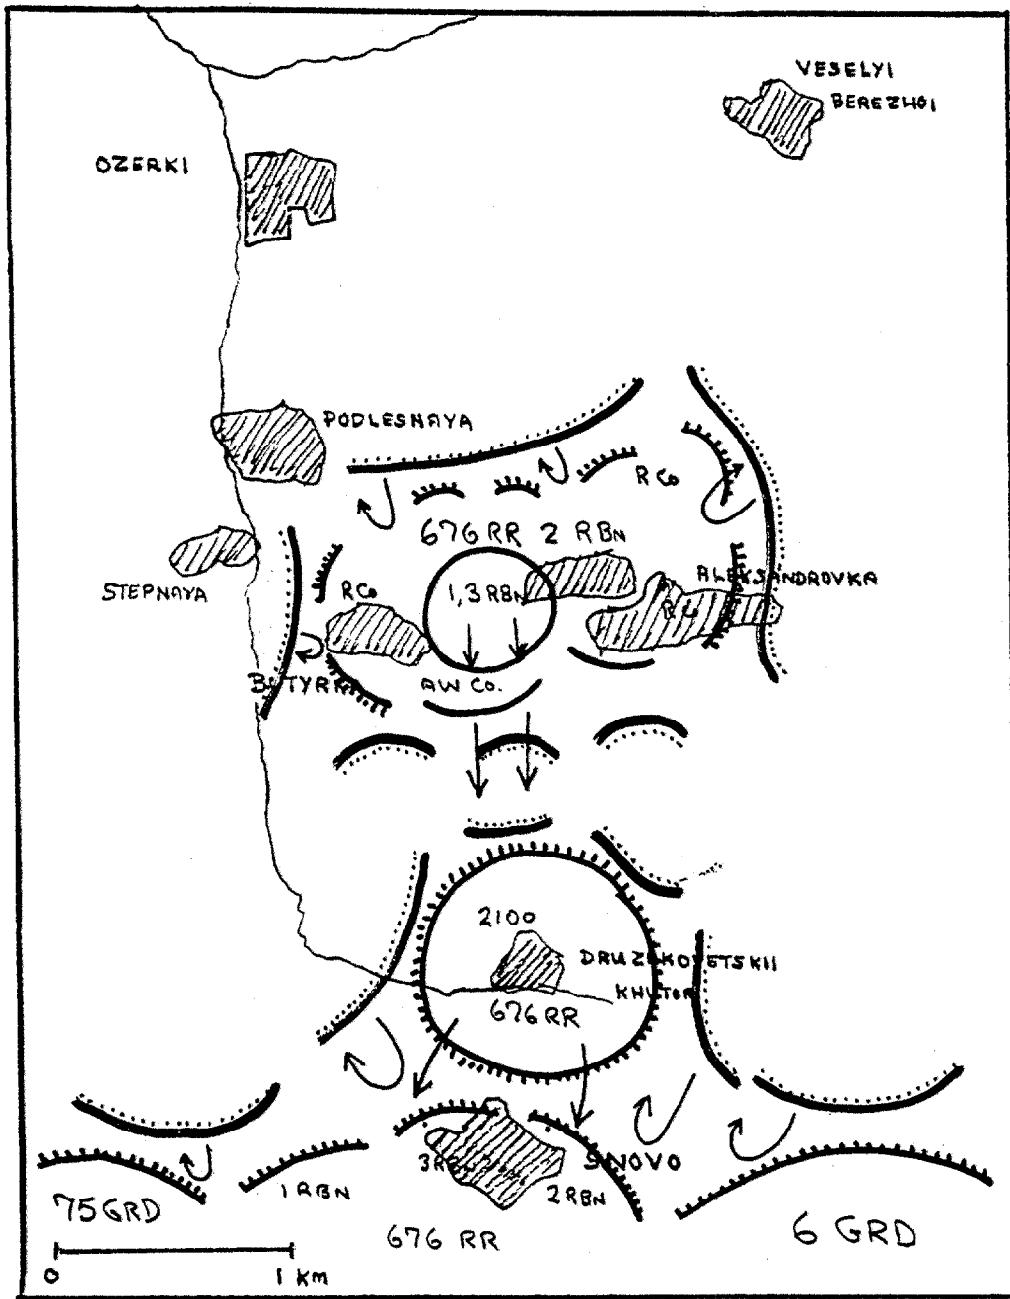 VESELYI
BEREZHOI
OZERKI
PODLESNAYA
R Co
676 RR 2 RBN
STEPNAYA
ALEKSANDROVKA
R Co
1,3 RBN
AW Co.
2100
DRUZHKOVETSKII
KHUTOR
676 RR
SNOVO
1 RBN
2 RBN
75 GRD
676 RR
6 GRD
0
1 KM